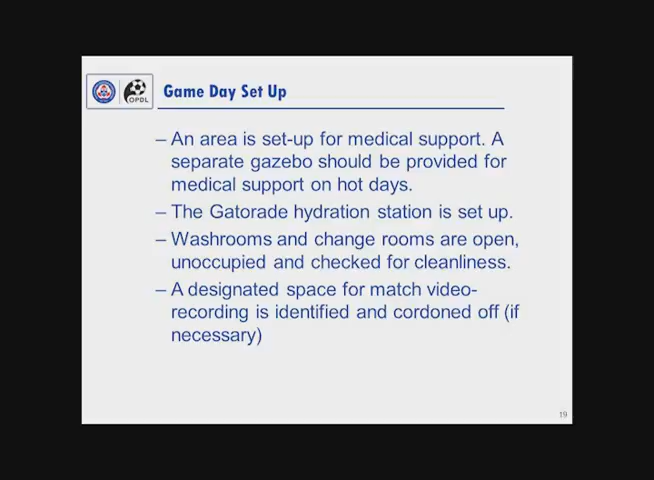 OPDL
Game Day Set Up
– An area is set-up for medical support. A
separate gazebo should be provided for
medical support on hot days.
– The Gatorade hydration station is set up.
– Washrooms and change rooms are open,
unoccupied and checked for cleanliness.
– A designated space for match video-
recording is identified and cordoned off (if
necessary)
19